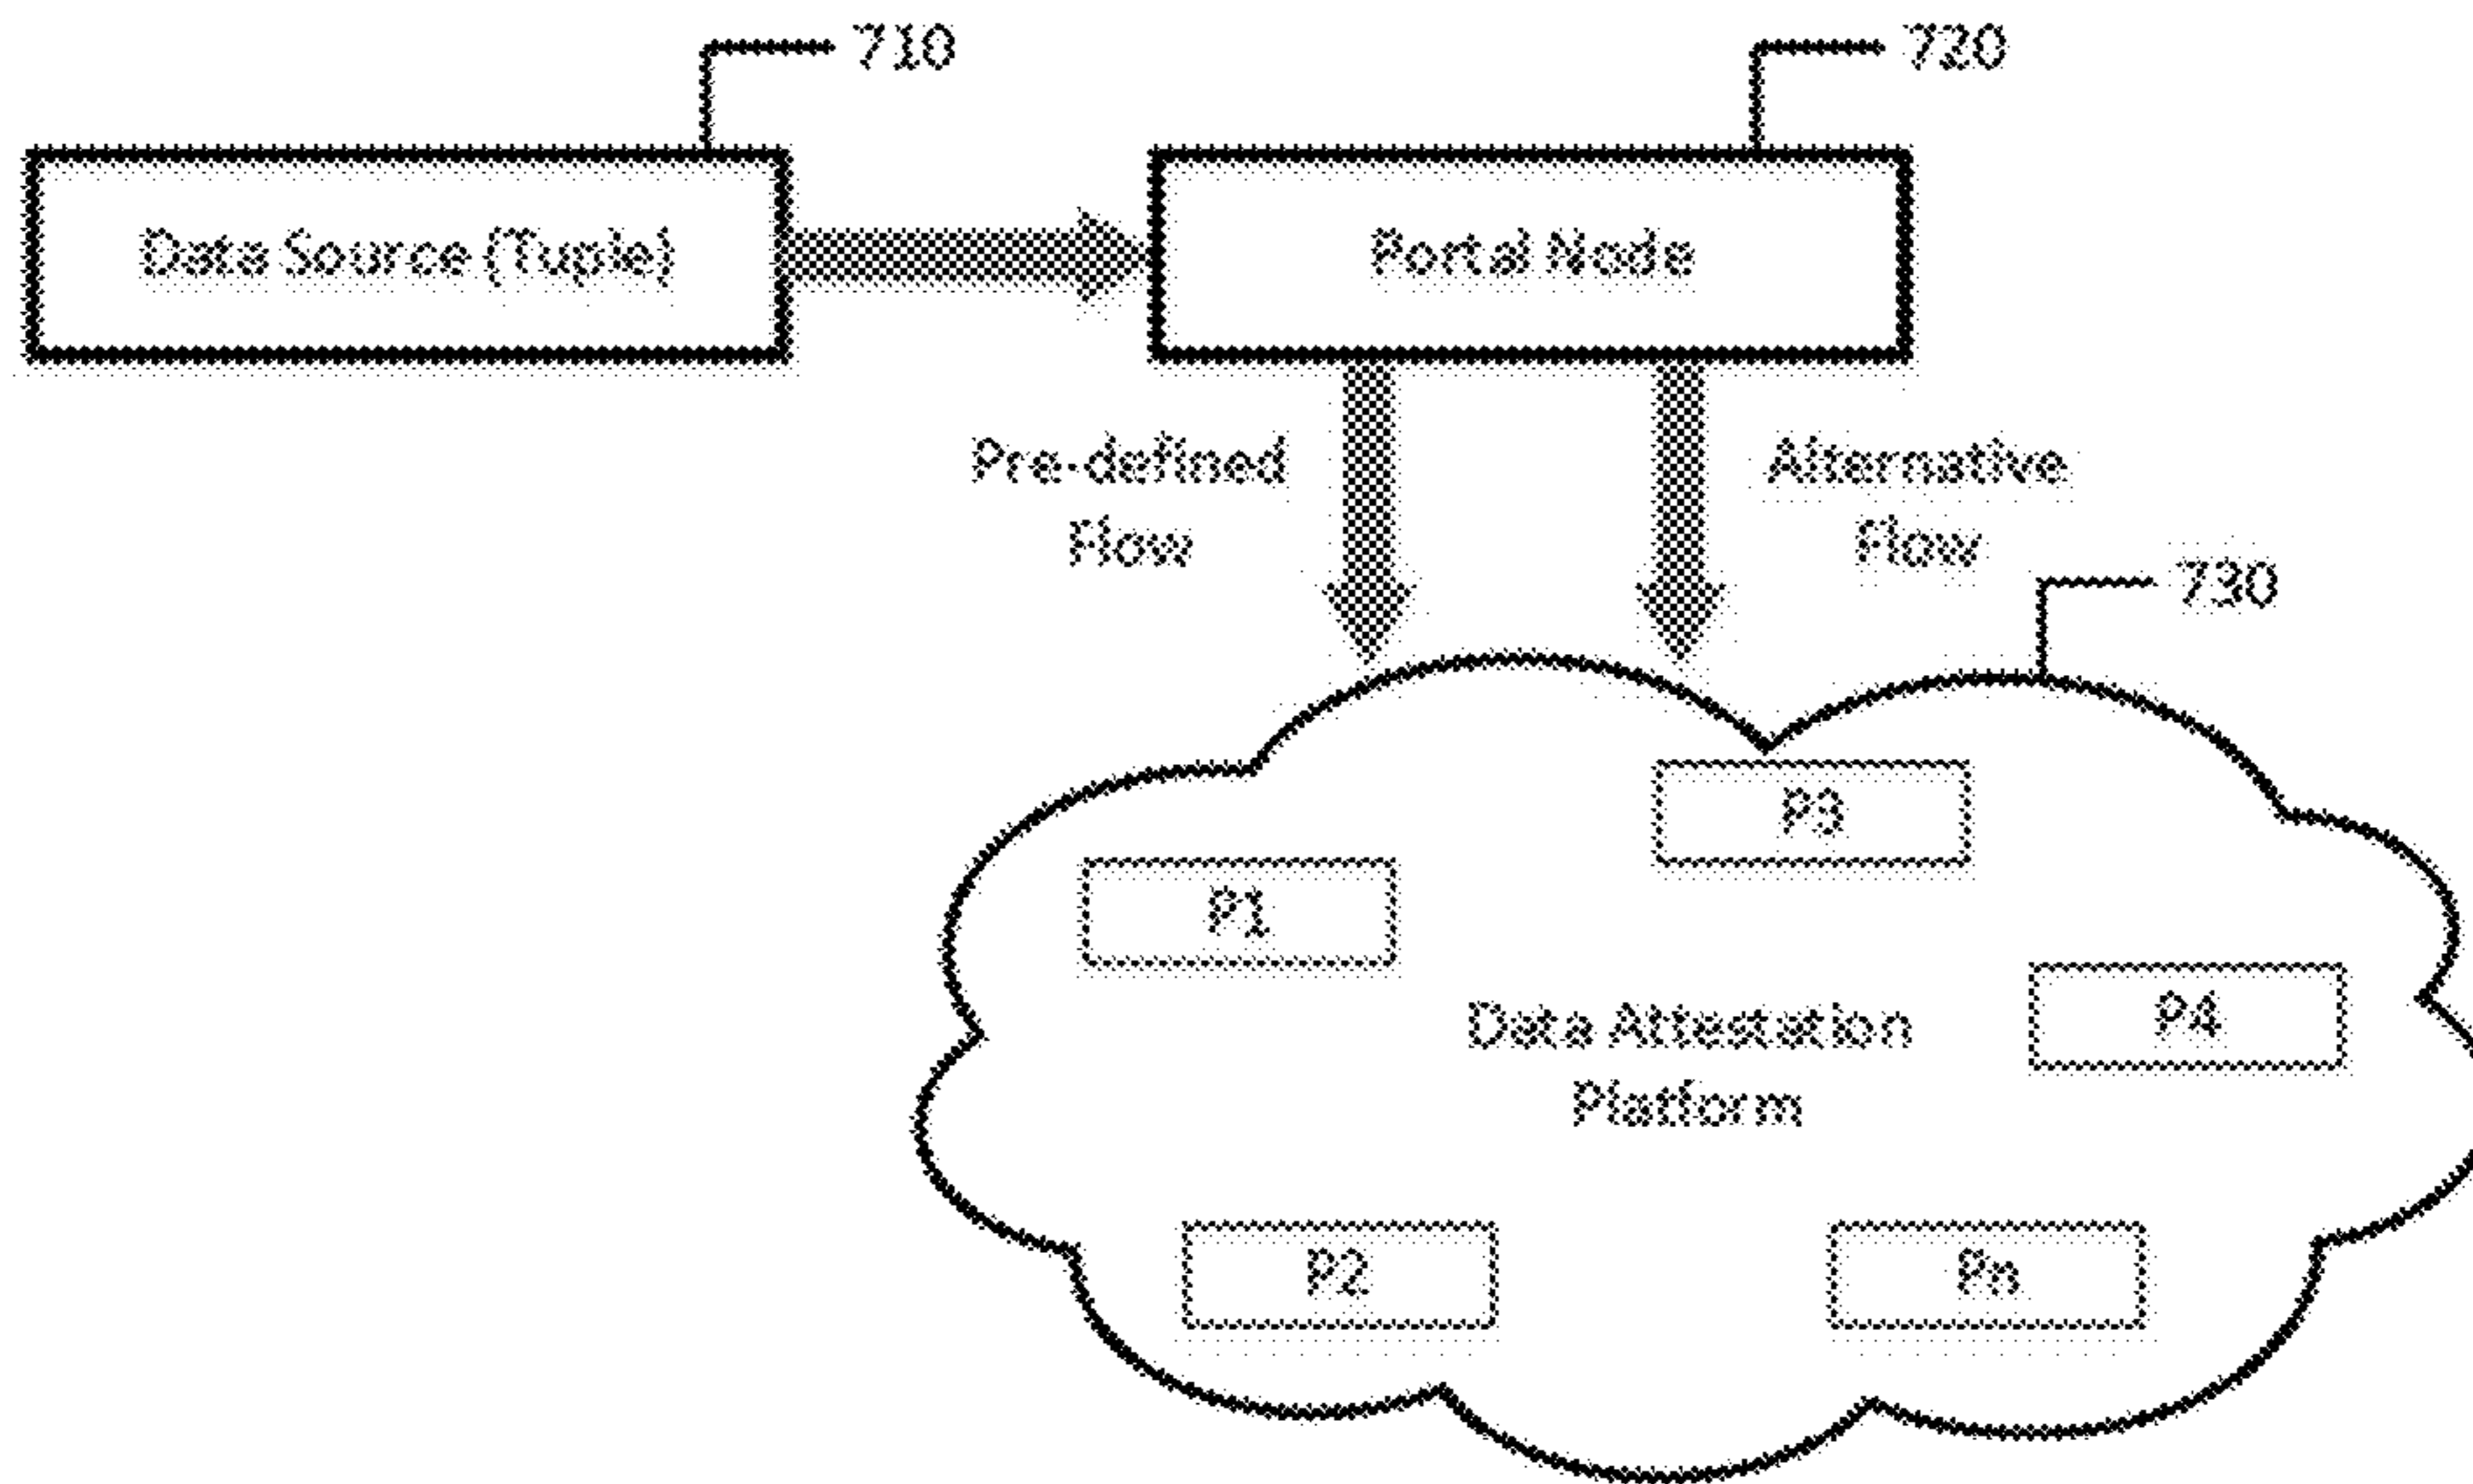 710
720
Data Source (Tuple)
Portal Node
Pre-defined
Flow
Alternative
Flow
730
P3
P1
P4
Data Attestation
Platform
P2
Pn